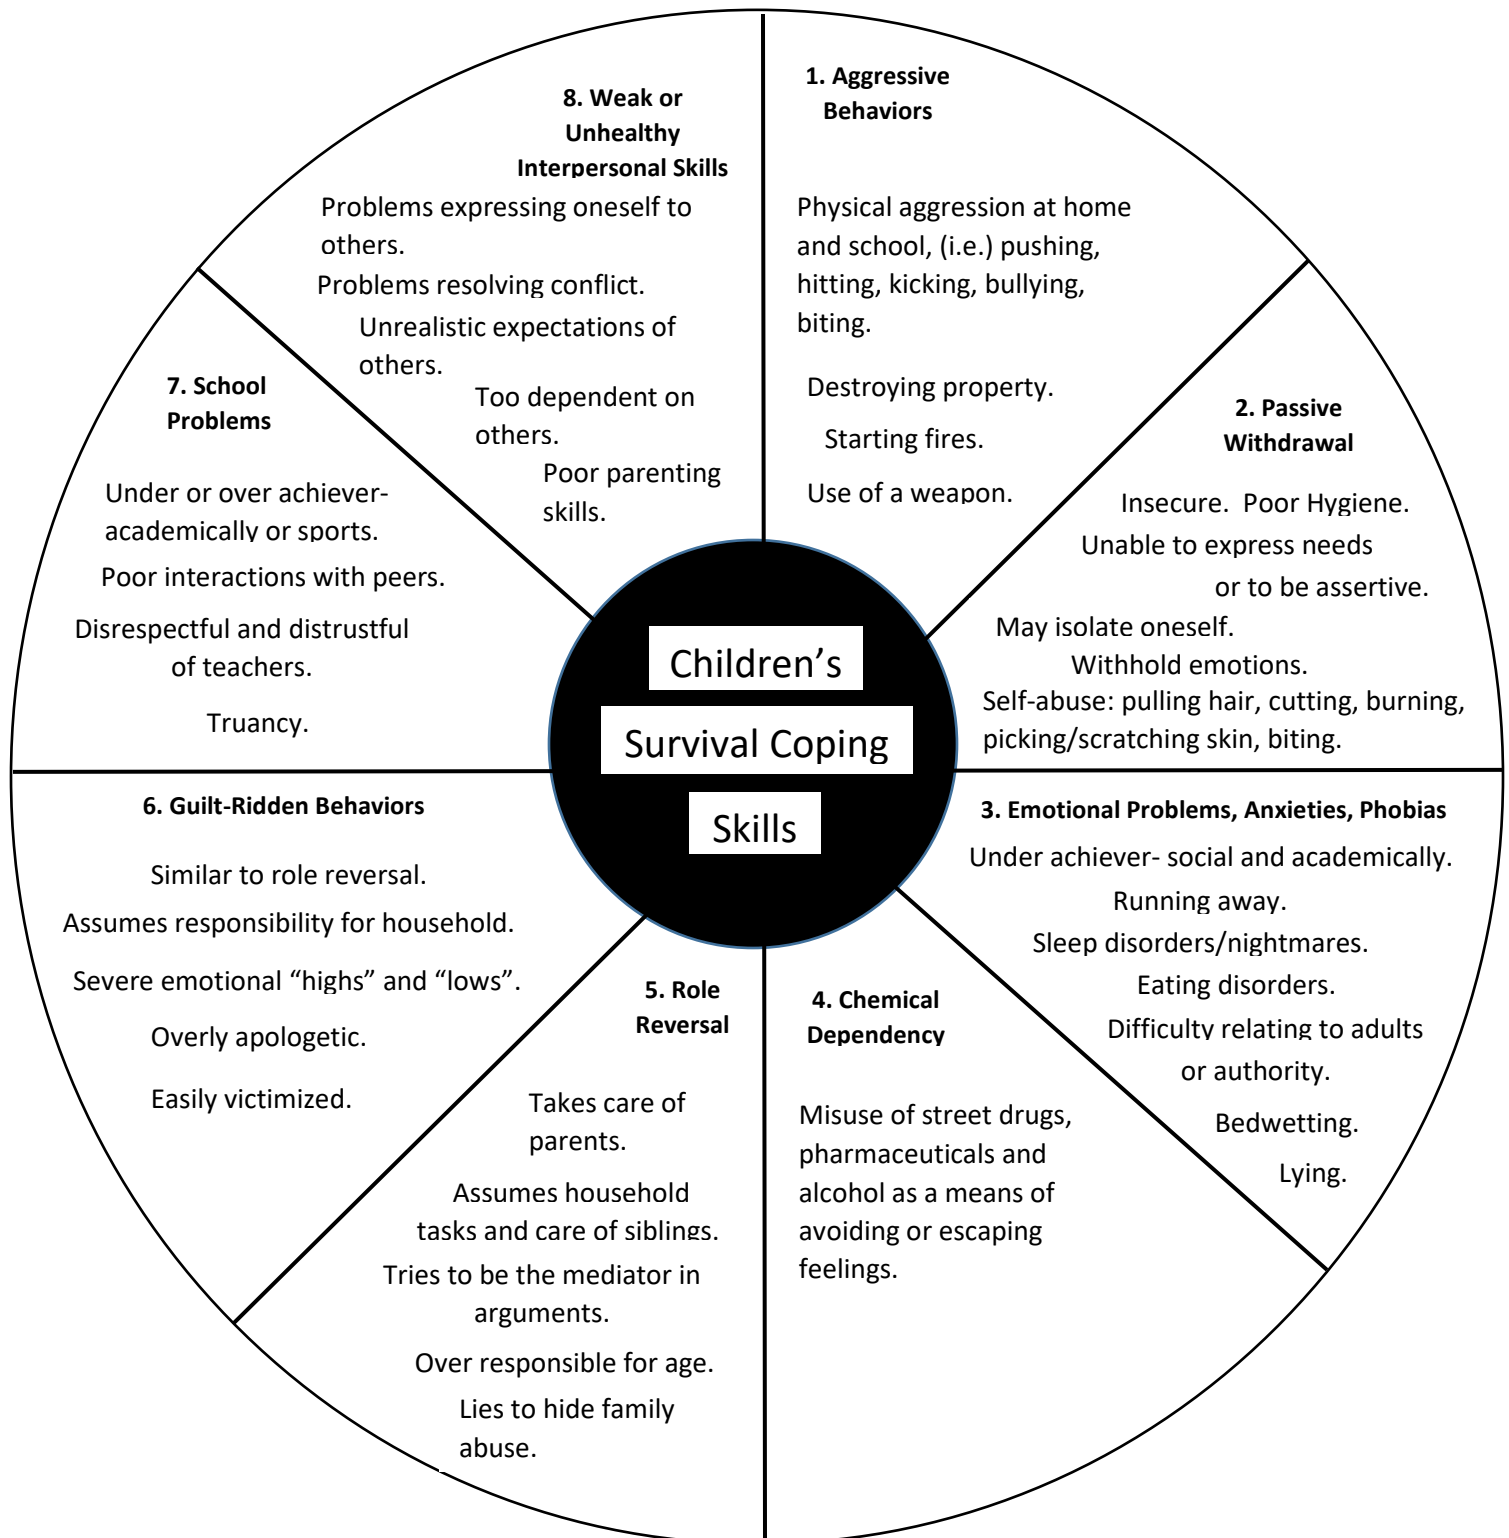 Children’s
Survival Coping
Skills
1. Aggressive
Behaviors
Physical aggression at home
and school, (i.e.) pushing,
hitting, kicking, bullying,
biting.
Destroying property.
Starting fires.
Use of a weapon.
2. Passive
Withdrawal
Insecure.  Poor Hygiene.
Unable to express needs
or to be assertive.
May isolate oneself.
Withhold emotions.
Self-abuse: pulling hair, cutting, burning,
picking/scratching skin, biting.
3. Emotional Problems, Anxieties, Phobias
Under achiever- social and academically.
Running away.
Sleep disorders/nightmares.
Eating disorders.
Difficulty relating to adults
or authority.
Bedwetting.
Lying.
4. Chemical
Dependency
Misuse of street drugs,
pharmaceuticals and
alcohol as a means of
avoiding or escaping
feelings.
5. Role
Reversal
Takes care of
parents.
Assumes household
tasks and care of siblings.
Tries to be the mediator in
arguments.
Over responsible for age.
Lies to hide family
abuse.
6. Guilt-Ridden Behaviors
Similar to role reversal.
Assumes responsibility for household.
Severe emotional “highs” and “lows”.
Overly apologetic.
Easily victimized.
7. School
Problems
Under or over achiever-
academically or sports.
Poor interactions with peers.
Disrespectful and distrustful
of teachers.
Truancy.
8. Weak or
Unhealthy
Interpersonal Skills
Problems expressing oneself to
others.
Problems resolving conflict.
Unrealistic expectations of
others.
Too dependent on
others.
Poor parenting
skills.